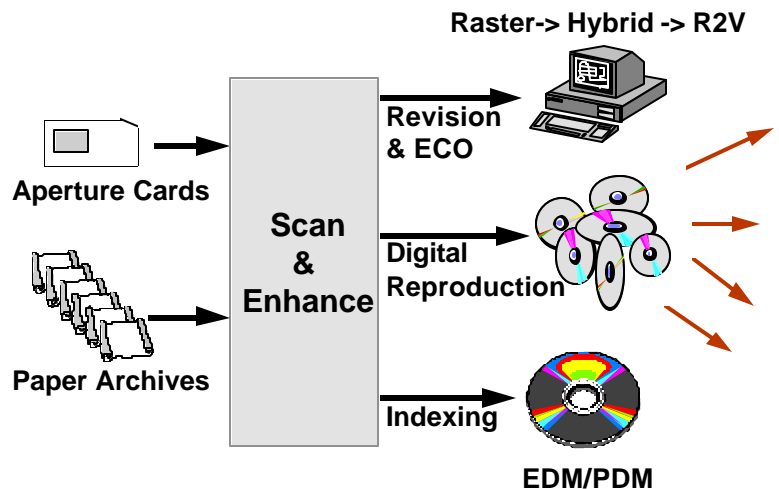 Raster-> Hybrid -> R2V
Revision
& ECO
Aperture Cards
Scan
&
Enhance
Digital
Reproduction
Paper Archives
Indexing
EDM/PDM